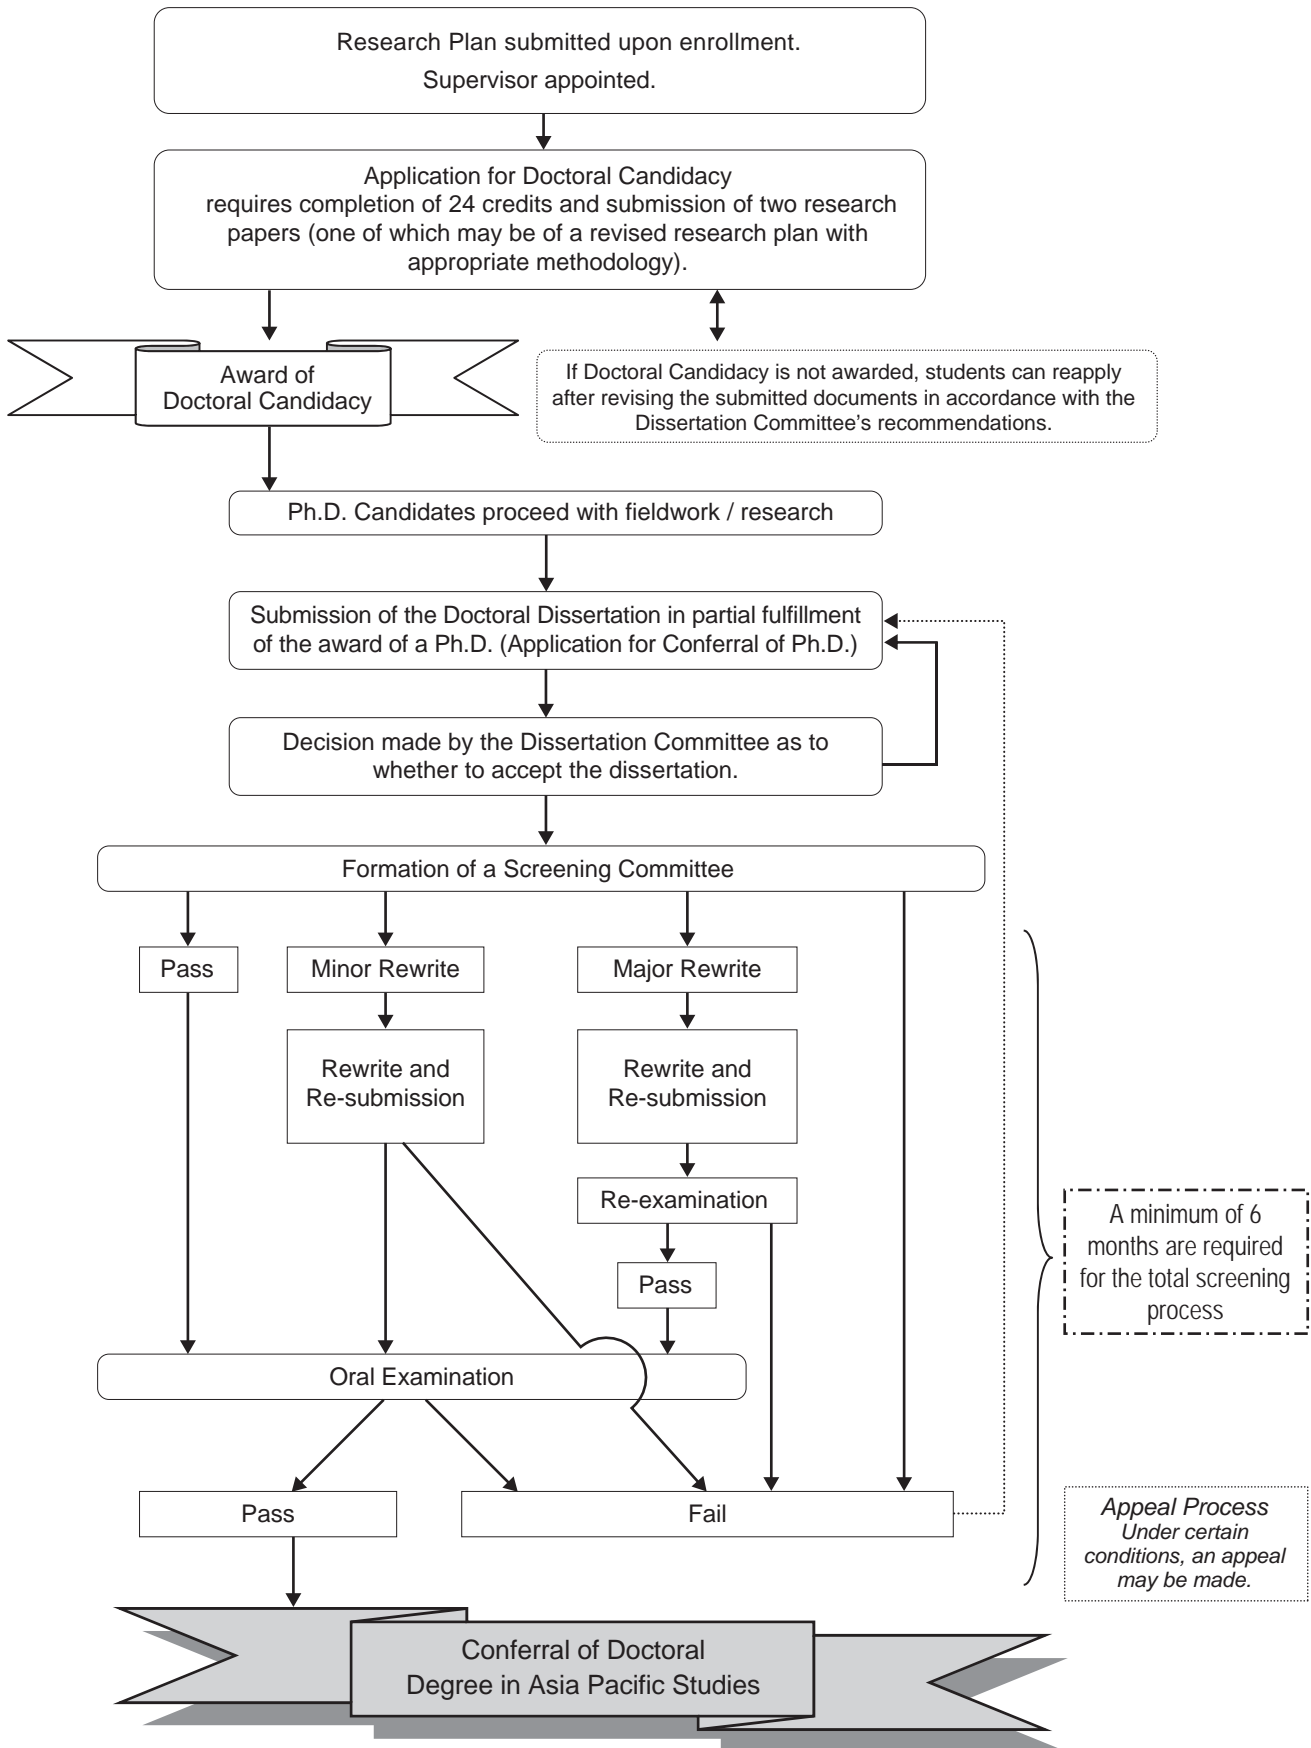 Research Plan submitted upon enrollment.
Supervisor appointed.
Application for Doctoral Candidacy
requires completion of 24 credits and submission of two research
papers (one of which may be of a revised research plan with
appropriate methodology).
Award of
Doctoral Candidacy
If Doctoral Candidacy is not awarded, students can reapply
after revising the submitted documents in accordance with the
Dissertation Committee's recommendations.
Ph.D. Candidates proceed with fieldwork / research
Submission of the Doctoral Dissertation in partial fulfillment
of the award of a Ph.D. (Application for Conferral of Ph.D.)
Decision made by the Dissertation Committee as to
whether to accept the dissertation.
Formation of a Screening Committee
Pass
Minor Rewrite
Major Rewrite
Rewrite and
Re-submission
Rewrite and
Re-submission
Re-examination
Pass
A minimum of 6
months are required
for the total screening
process
Oral Examination
Pass
Fail
Appeal Process
Under certain
conditions, an appeal
may be made.
Conferral of Doctoral
Degree in Asia Pacific Studies